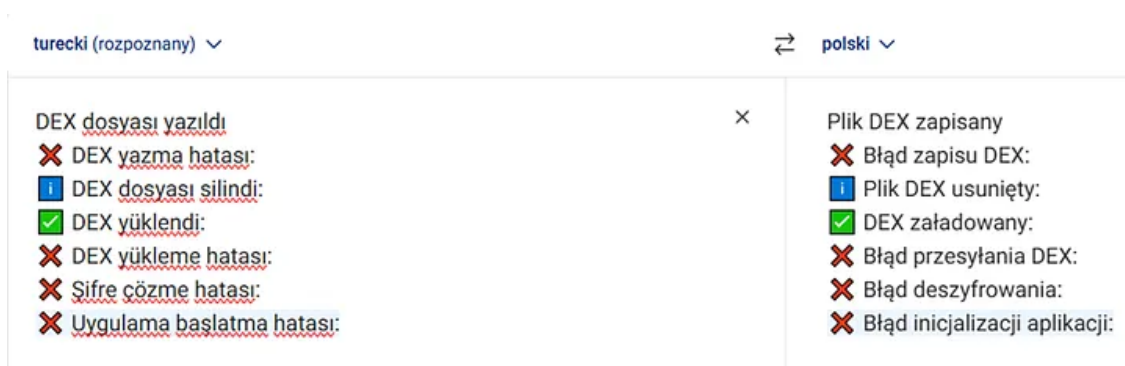 turecki (rozpoznany)
polski
DEX dosyası yazıldı
❌ DEX yazma hatası:
ℹ️ DEX dosyası silindi:
✅ DEX yüklendi:
❌ DEX yükleme hatası:
❌ Şifre çözme hatası:
❌ Uygulama başlatma hatası:
Plik DEX zapisany
❌ Błąd zapisu DEX:
ℹ️ Plik DEX usunięty:
✅ DEX załadowany:
❌ Błąd przesyłania DEX:
❌ Błąd deszyfrowania:
❌ Błąd inicjalizacji aplikacji: